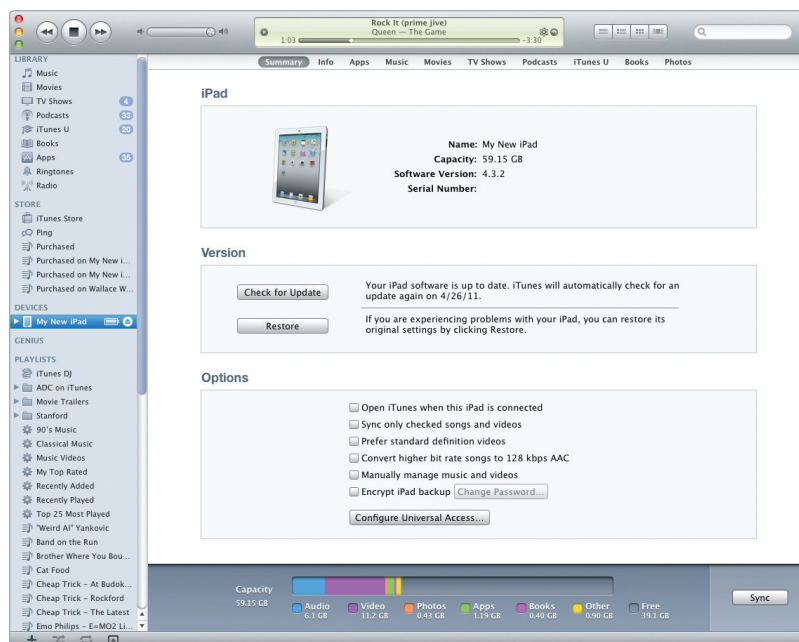 Rock It (prime jive)
Queen — The Game
1:03
-3:30
LIBRARY
Music
Movies
TV Shows 4
Podcasts 33
iTunes U 20
Books
Apps 38
Ringtones
Radio
STORE
iTunes Store
Ping
Purchased
Purchased on My New i...
Purchased on My New i...
Purchased on Wallace W...
DEVICES
My New iPad
GENIUS
PLAYLISTS
iTunes DJ
ADC on iTunes
Movie Trailers
Stanford
90's Music
Classical Music
Music Videos
My Top Rated
Recently Added
Recently Played
Top 25 Most Played
"Weird Al" Yankovic
Band on the Run
Brother Where You Bou...
Cat Food
Cheap Trick – At Budok...
Cheap Trick – Rockford
Cheap Trick – The Latest
Emo Philips – E=MO2 Li...
Summary Info Apps Music Movies TV Shows Podcasts iTunes U Books Photos
iPad
Name: My New iPad
Capacity: 59.15 GB
Software Version: 4.3.2
Serial Number:
Version
Check for Update
Your iPad software is up to date. iTunes will automatically check for an
update again on 4/26/11.
Restore
If you are experiencing problems with your iPad, you can restore its
original settings by clicking Restore.
Options
Open iTunes when this iPad is connected
Sync only checked songs and videos
Prefer standard definition videos
Convert higher bit rate songs to 128 kbps AAC
Manually manage music and videos
Encrypt iPad backup Change Password...
Configure Universal Access...
Capacity
59.15 GB
Audio
6.1 GB
Video
11.2 GB
Photos
0.43 GB
Apps
1.19 GB
Books
0.40 GB
Other
0.90 GB
Free
39.1 GB
Sync